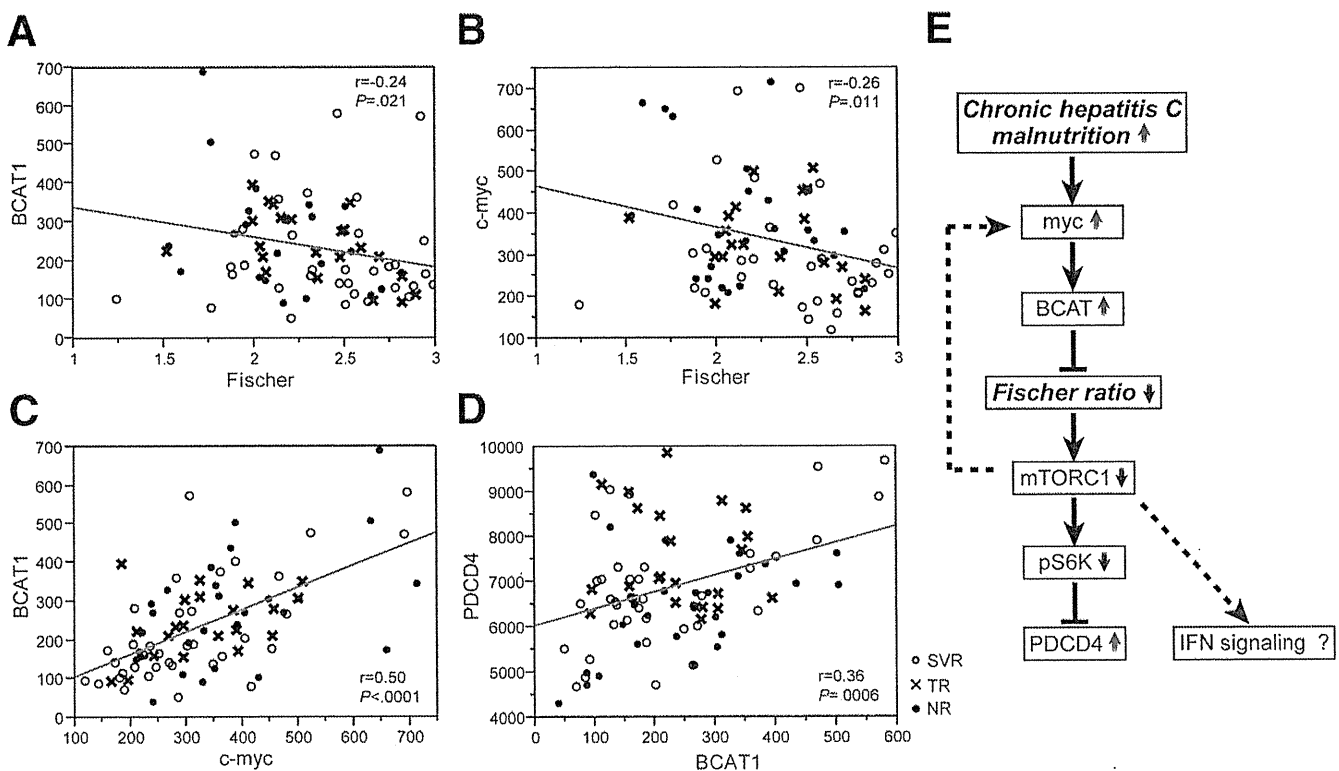 A
700
600
500
400
300
200
100
0
BCAT1
r=-0.24
P=.021
1
1.5
2
2.5
3
Fischer
B
700
600
500
400
300
200
100
c-myc
r=-0.26
P=.011
1
1.5
2
2.5
3
Fischer
C
700
600
500
400
300
200
100
0
BCAT1
r=0.50
P<.0001
100
200
300
400
500
600
700
c-myc
D
10000
9000
8000
7000
6000
5000
4000
PDCD4
r=0.36
P=.0006
0
100
200
300
400
500
600
BCAT1
SVR
TR
NR
E
Chronic hepatitis C
malnutrition
myc
BCAT
Fischer ratio
mTORC1
pS6K
PDCD4
IFN signaling ?